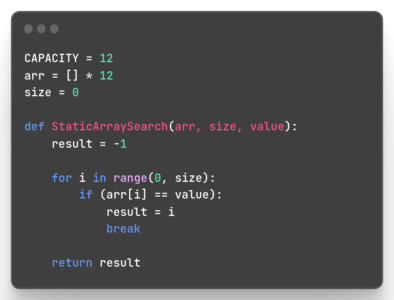 CAPACITY = 12
arr = [] * 12
size = 0
def StaticArraySearch(arr, size, value):
    result = -1
    for i in range(0, size):
        if (arr[i] == value):
            result = i
            break
    return result